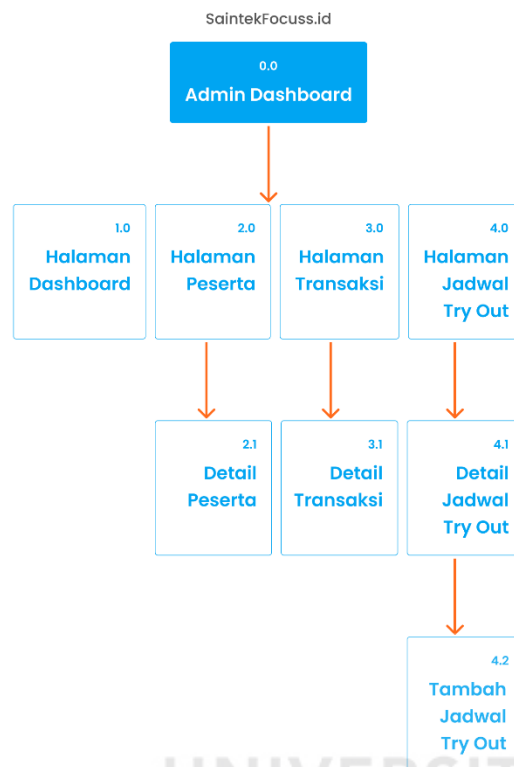 SaintekFocuss.id
0.0
Admin Dashboard
1.0
Halaman
Dashboard
2.0
Halaman
Peserta
3.0
Halaman
Transaksi
4.0
Halaman
Jadwal
Try Out
2.1
Detail
Peserta
3.1
Detail
Transaksi
4.1
Detail
Jadwal
Try Out
4.2
Tambah
Jadwal
Try Out